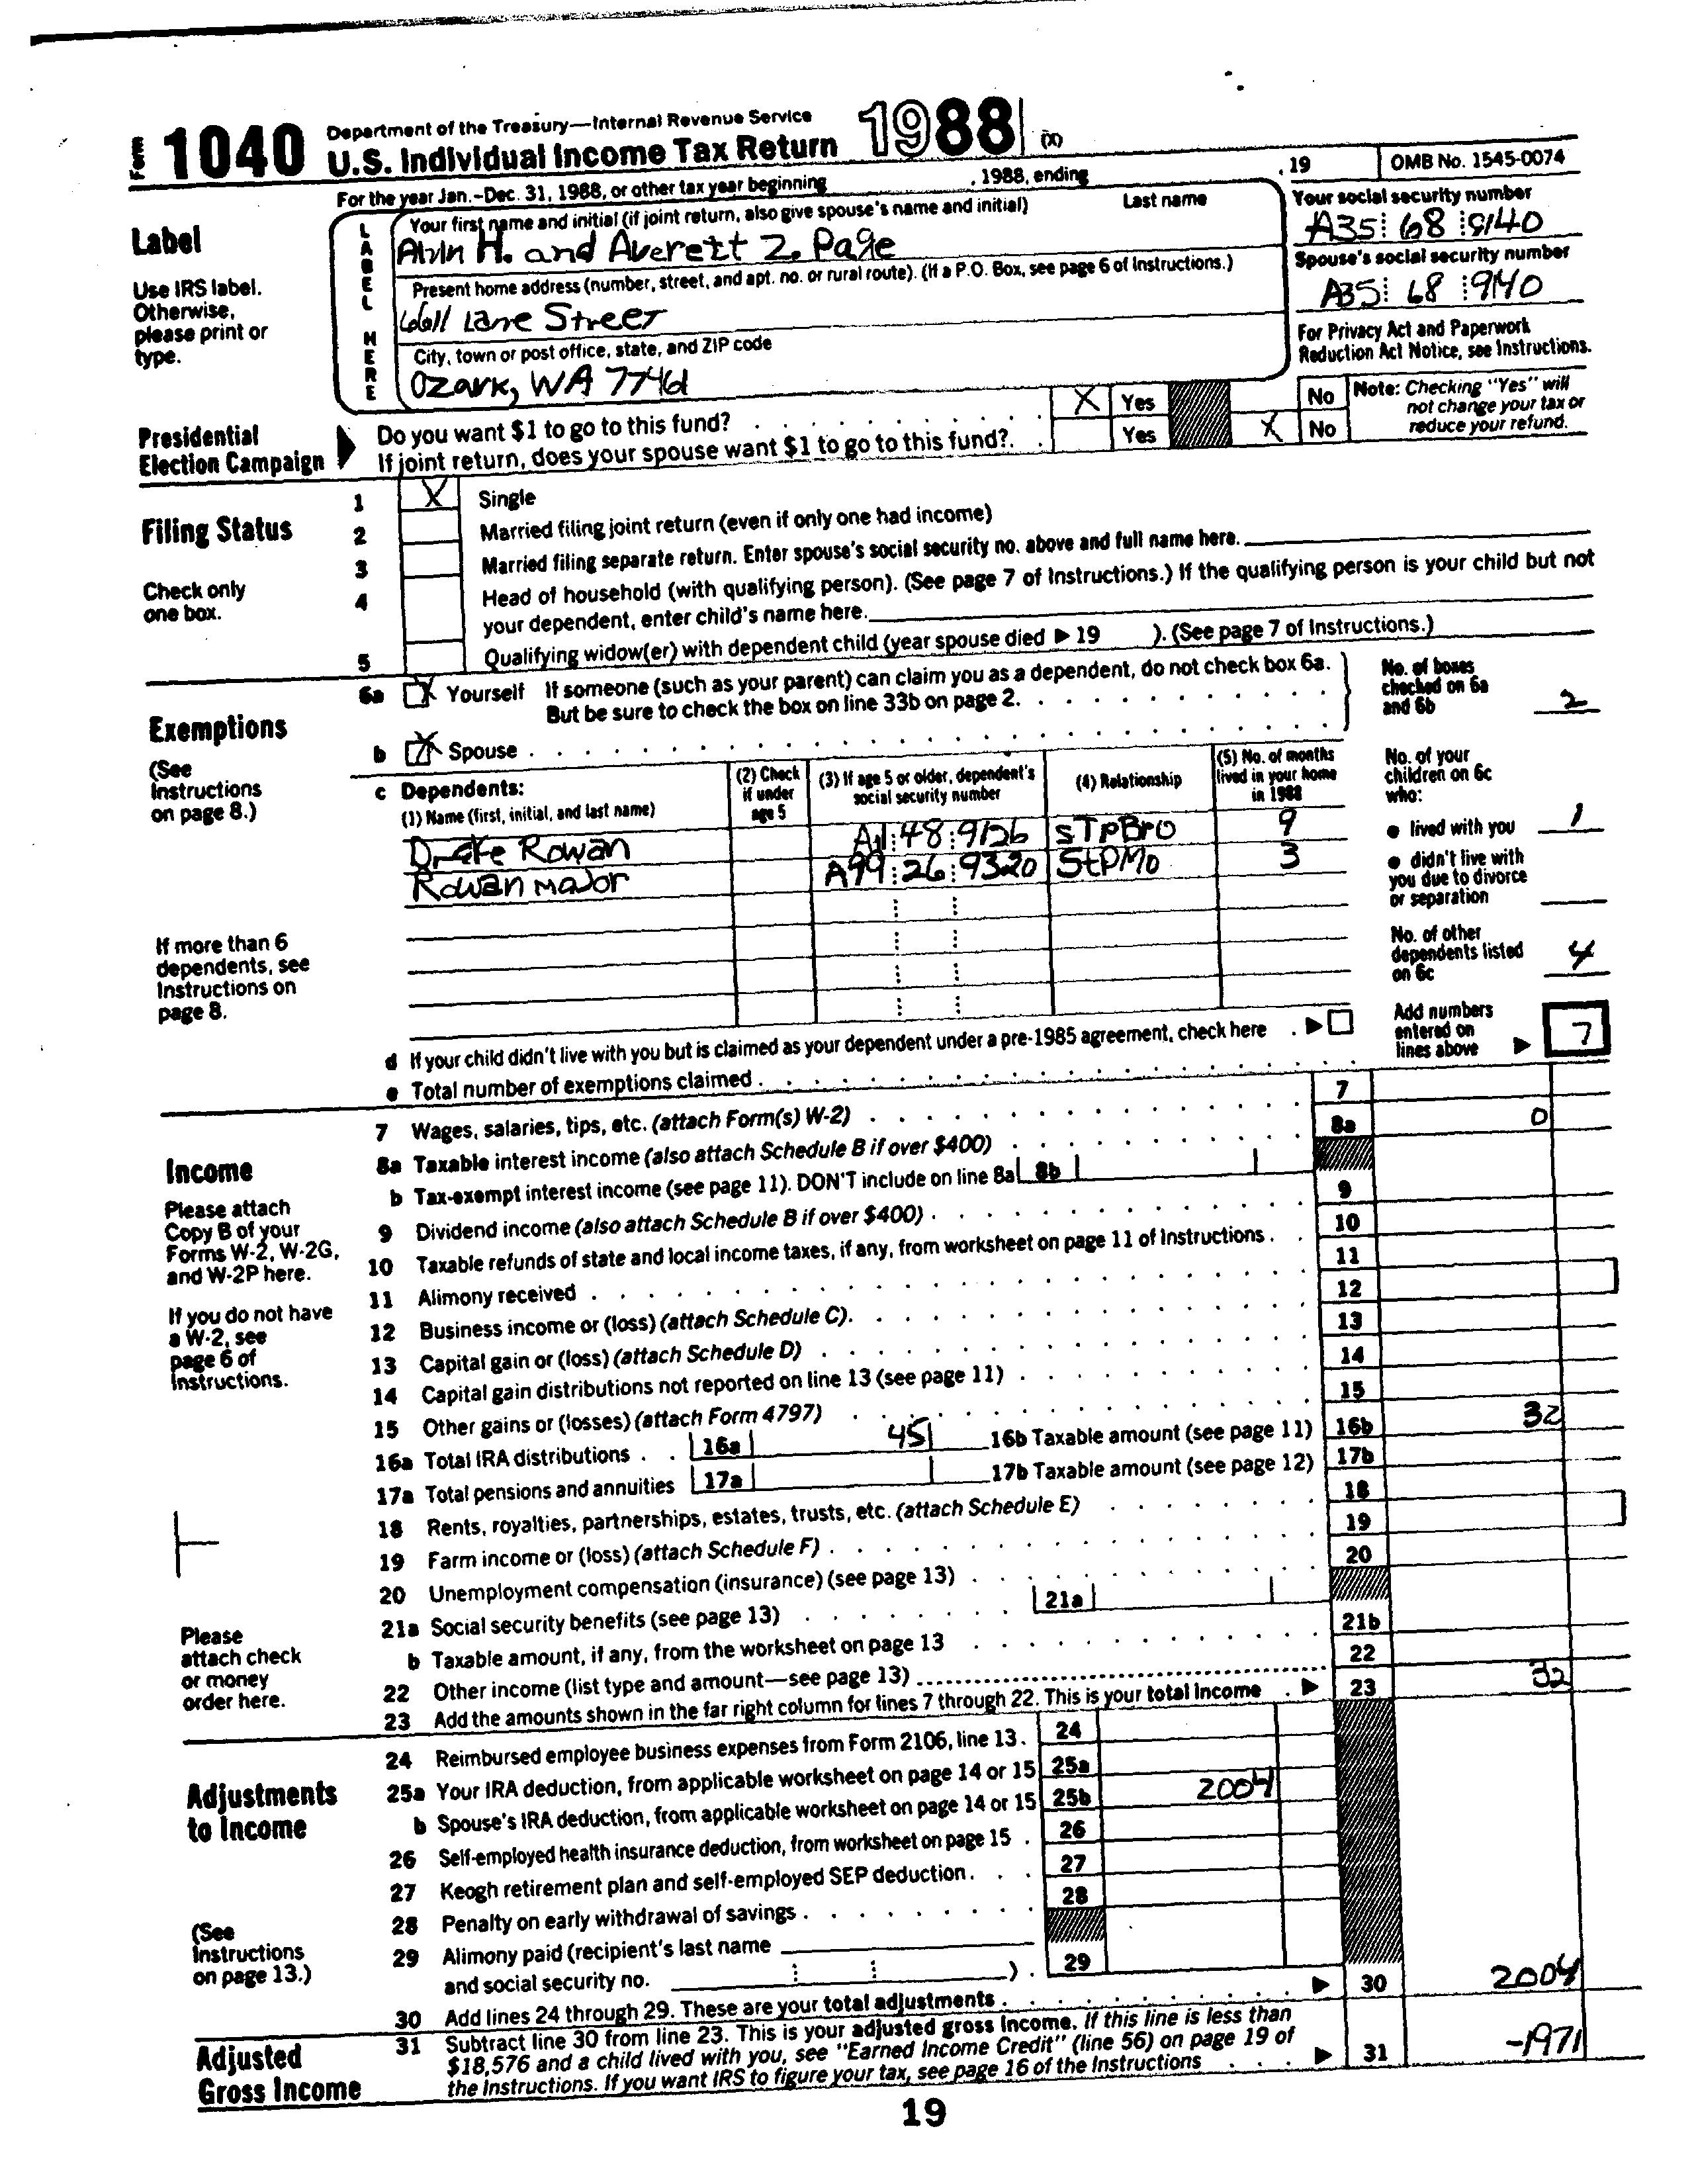 Form 1040 Department of the Treasury—Internal Revenue Service
U.S. Individual Income Tax Return 1988 (X)
For the year Jan.-Dec. 31, 1988, or other tax year beginning , 1988, ending , 19 OMB No. 1545-0074
Label
Use IRS label.
Otherwise,
please print or
type.
LABEL HERE
Your first name and initial (if joint return, also give spouse's name and initial) Last name
Alvin H. and Averett Z. Page
Your social security number
A35 68 9140
Present home address (number, street, and apt. no. or rural route). (If a P.O. Box, see page 6 of Instructions.)
6611 Lane Street
Spouse's social security number
A35 68 9140
City, town or post office, state, and ZIP code
Ozark, WA 77461
For Privacy Act and Paperwork
Reduction Act Notice, see Instructions.
Presidential
Election Campaign
Do you want $1 to go to this fund? X Yes No
If joint return, does your spouse want $1 to go to this fund? Yes X No
Note: Checking "Yes" will
not change your tax or
reduce your refund.
Filing Status
Check only
one box.
1 X Single
2 Married filing joint return (even if only one had income)
3 Married filing separate return. Enter spouse's social security no. above and full name here.
4 Head of household (with qualifying person). (See page 7 of Instructions.) If the qualifying person is your child but not
your dependent, enter child's name here.
5 Qualifying widow(er) with dependent child (year spouse died ▶ 19 ). (See page 7 of Instructions.)
Exemptions
(See
Instructions
on page 8.)
6a X Yourself If someone (such as your parent) can claim you as a dependent, do not check box 6a.
But be sure to check the box on line 33b on page 2.
b X Spouse
No. of boxes
checked on 6a
and 6b 2
c Dependents:
(1) Name (first, initial, and last name)
(2) Check
if under
age 5
(3) If age 5 or older, dependent's
social security number
(4) Relationship
(5) No. of months
lived in your home
in 1988
Rowan A11 48 9126 STPBro 9
Rowan Major A99 26 9320 StPMo 3
No. of your
children on 6c
who:
● lived with you 1
● didn't live with
you due to divorce
or separation
No. of other
dependents listed
on 6c 4
If more than 6
dependents, see
Instructions on
page 8.
d If your child didn't live with you but is claimed as your dependent under a pre-1985 agreement, check here ▶
e Total number of exemptions claimed
Add numbers
entered on
lines above ▶ 7
Income
Please attach
Copy B of your
Forms W-2, W-2G,
and W-2P here.
If you do not have
a W-2, see
page 6 of
Instructions.
Please
attach check
or money
order here.
7 Wages, salaries, tips, etc. (attach Form(s) W-2) 7
8a Taxable interest income (also attach Schedule B if over $400) 8a 0
b Tax-exempt interest income (see page 11). DON'T include on line 8a 8b
9 Dividend income (also attach Schedule B if over $400) 9
10 Taxable refunds of state and local income taxes, if any, from worksheet on page 11 of Instructions 10
11 Alimony received 11
12 Business income or (loss) (attach Schedule C) 12
13 Capital gain or (loss) (attach Schedule D) 13
14 Capital gain distributions not reported on line 13 (see page 11) 14
15 Other gains or (losses) (attach Form 4797) 15
16a Total IRA distributions 16a 45 16b Taxable amount (see page 11) 16b 32
17a Total pensions and annuities 17a 17b Taxable amount (see page 12) 17b
18 Rents, royalties, partnerships, estates, trusts, etc. (attach Schedule E) 18
19 Farm income or (loss) (attach Schedule F) 19
20 Unemployment compensation (insurance) (see page 13) 20
21a Social security benefits (see page 13) 21a
b Taxable amount, if any, from the worksheet on page 13 21b
22 Other income (list type and amount—see page 13) 22
23 Add the amounts shown in the far right column for lines 7 through 22. This is your total income ▶ 23 32
Adjustments
to Income
(See
Instructions
on page 13.)
24 Reimbursed employee business expenses from Form 2106, line 13 24
25a Your IRA deduction, from applicable worksheet on page 14 or 15 25a
b Spouse's IRA deduction, from applicable worksheet on page 14 or 15 25b 2004
26 Self-employed health insurance deduction, from worksheet on page 15 26
27 Keogh retirement plan and self-employed SEP deduction 27
28 Penalty on early withdrawal of savings 28
29 Alimony paid (recipient's last name
and social security no. ) 29
30 Add lines 24 through 29. These are your total adjustments ▶ 30 2004
Adjusted
Gross Income
31 Subtract line 30 from line 23. This is your adjusted gross income. If this line is less than
$18,576 and a child lived with you, see "Earned Income Credit" (line 56) on page 19 of
the Instructions. If you want IRS to figure your tax, see page 16 of the Instructions ▶ 31 -1971
19